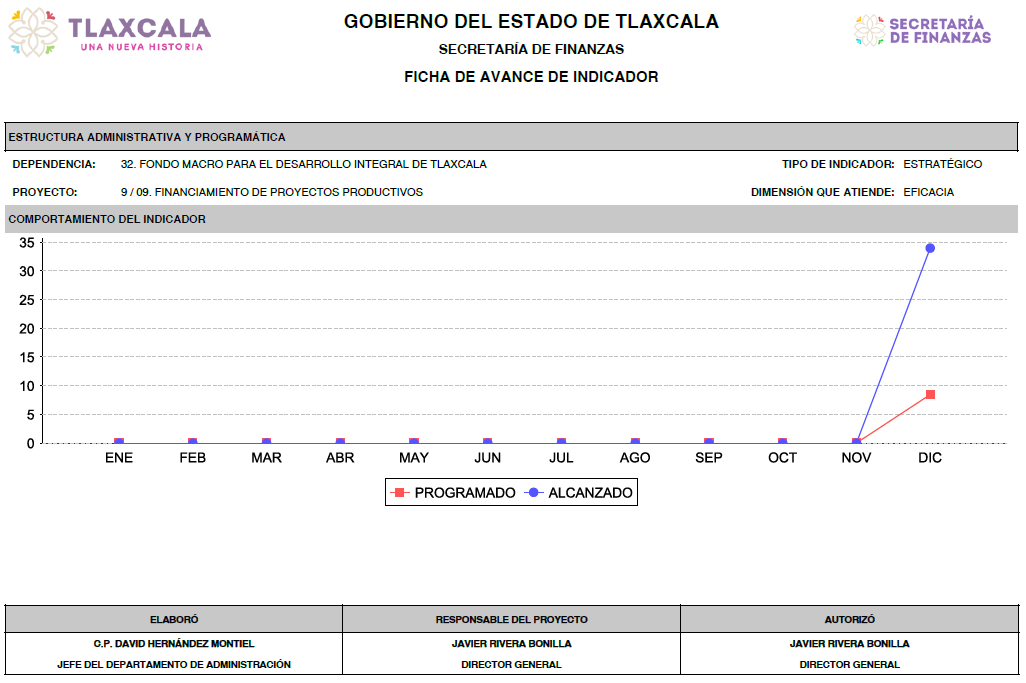 TLAXCALA
UNA NUEVA HISTORIA
GOBIERNO DEL ESTADO DE TLAXCALA
SECRETARÍA DE FINANZAS
FICHA DE AVANCE DE INDICADOR
SECRETARÍA
DE FINANZAS
ESTRUCTURA ADMINISTRATIVA Y PROGRAMÁTICA
DEPENDENCIA: 32. FONDO MACRO PARA EL DESARROLLO INTEGRAL DE TLAXCALA TIPO DE INDICADOR: ESTRATÉGICO
PROYECTO: 9 / 09. FINANCIAMIENTO DE PROYECTOS PRODUCTIVOS DIMENSIÓN QUE ATIENDE: EFICACIA
COMPORTAMIENTO DEL INDICADOR
35
30
25
20
15
10
5
0
ENE FEB MAR ABR MAY JUN JUL AGO SEP OCT NOV DIC
PROGRAMADO ALCANZADO
ELABORÓ RESPONSABLE DEL PROYECTO AUTORIZÓ
C.P. DAVID HERNÁNDEZ MONTIEL JAVIER RIVERA BONILLA JAVIER RIVERA BONILLA
JEFE DEL DEPARTAMENTO DE ADMINISTRACIÓN DIRECTOR GENERAL DIRECTOR GENERAL